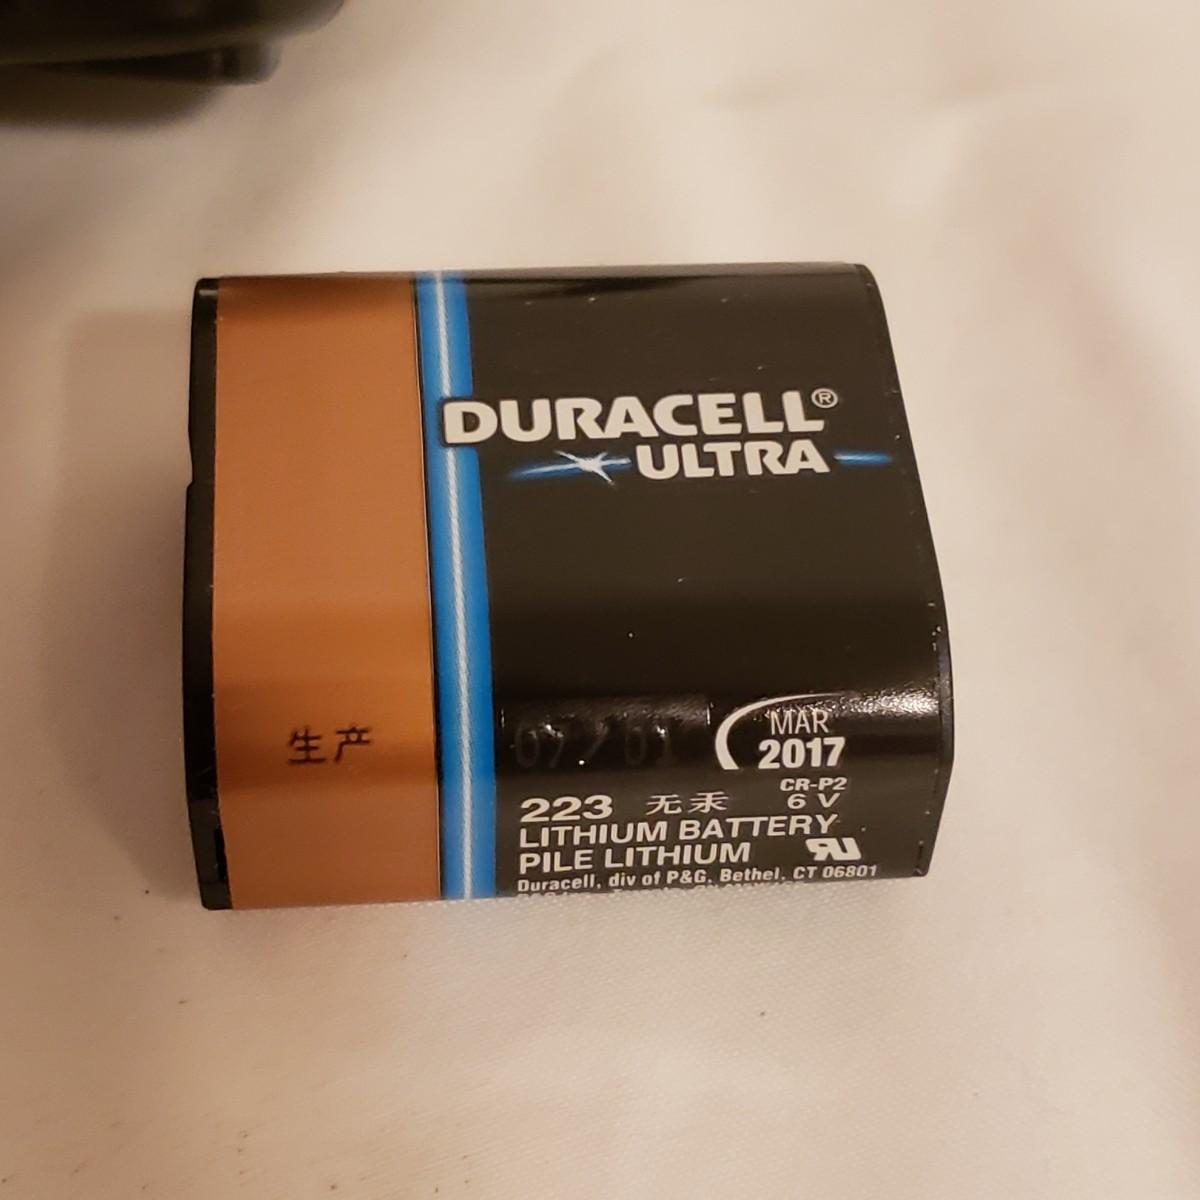 DURACELL®
ULTRA
生产
MAR
2017
CR-P2
223 无汞 6 V
LITHIUM BATTERY
PILE LITHIUM
Duracell, div of P&G, Bethel, CT 06801